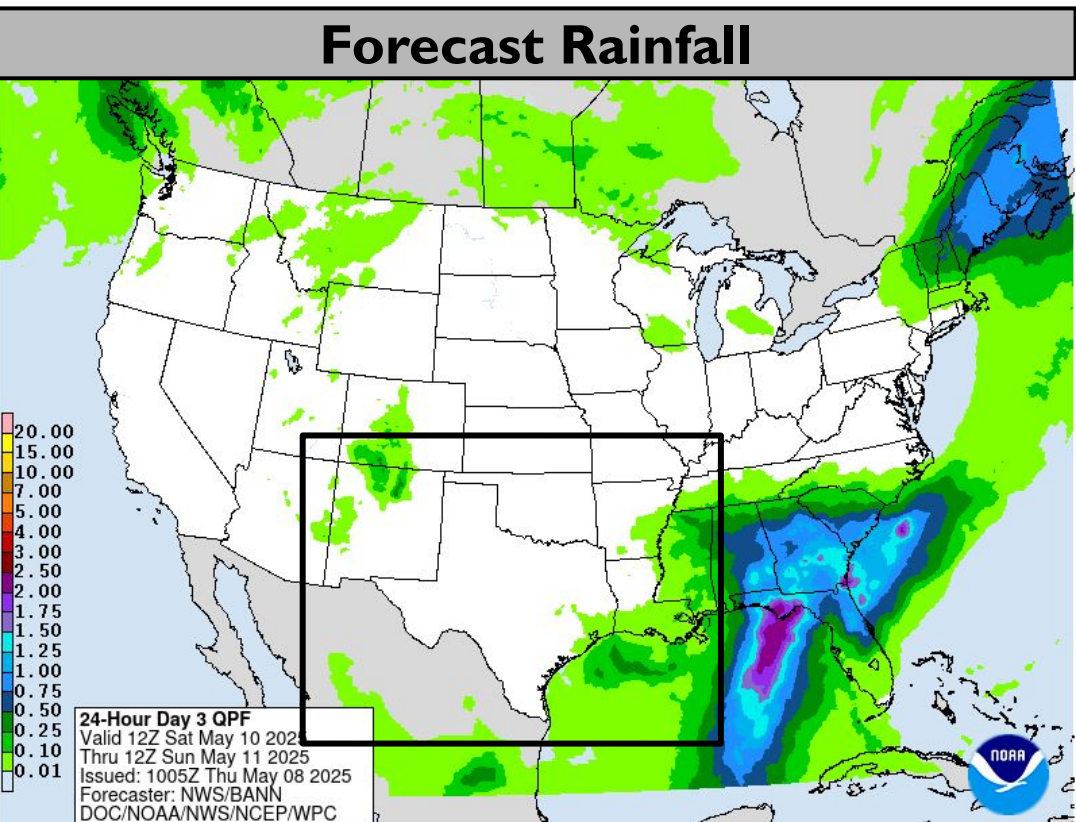 Forecast Rainfall
20.00
15.00
10.00
7.00
5.00
4.00
3.00
2.50
2.00
1.75
1.50
1.25
1.00
0.75
0.50
0.25
0.10
0.01
24-Hour Day 3 QPF
Valid 12Z Sat May 10 2025
Thru 12Z Sun May 11 2025
Issued: 1005Z Thu May 08 2025
Forecaster: NWS/BANN
DOC/NOAA/NWS/NCEP/WPC
NOAA